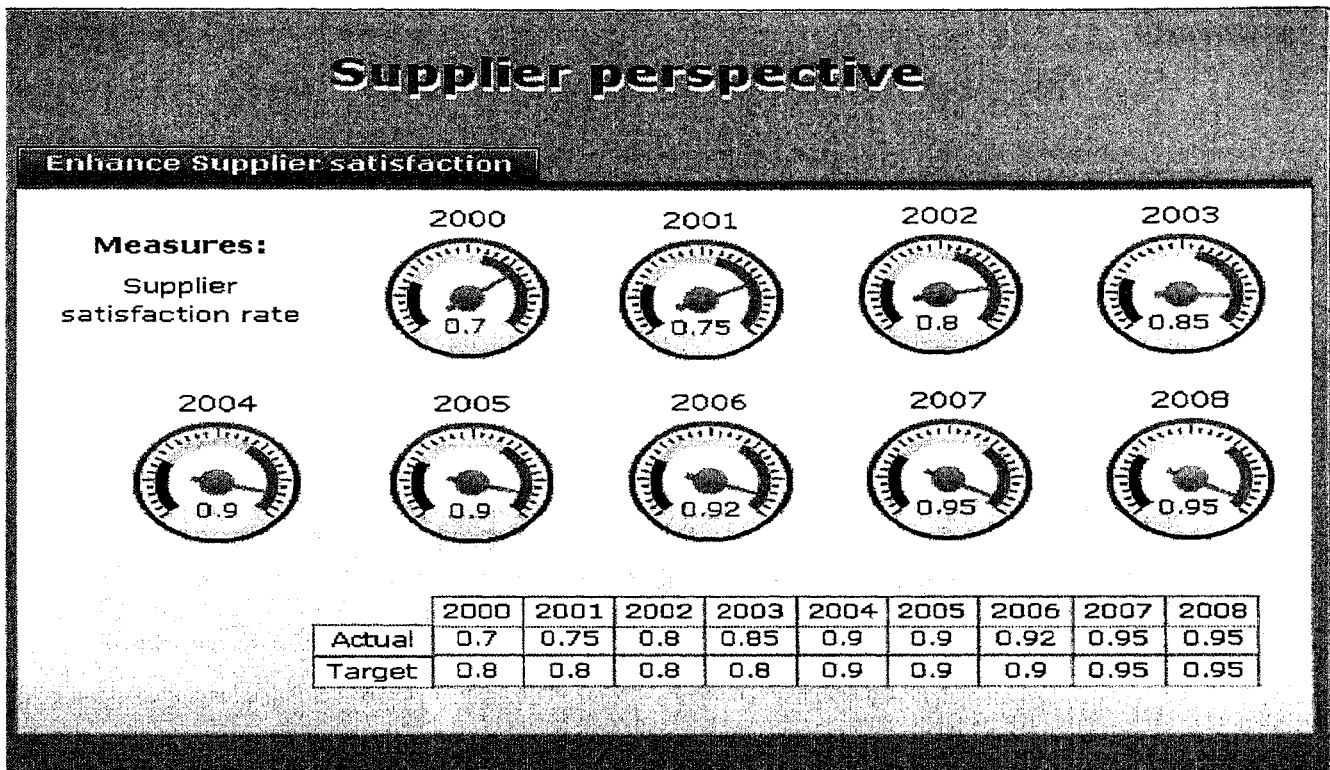 Supplier perspective
Enhance Supplier satisfaction
Measures:
Supplier
satisfaction rate
2000 2001 2002 2003
0.7 0.75 0.8 0.85
2004 2005 2006 2007 2008
0.9 0.9 0.92 0.95 0.95
2000 2001 2002 2003 2004 2005 2006 2007 2008
Actual 0.7 0.75 0.8 0.85 0.9 0.9 0.92 0.95 0.95
Target 0.8 0.8 0.8 0.8 0.9 0.9 0.9 0.95 0.95